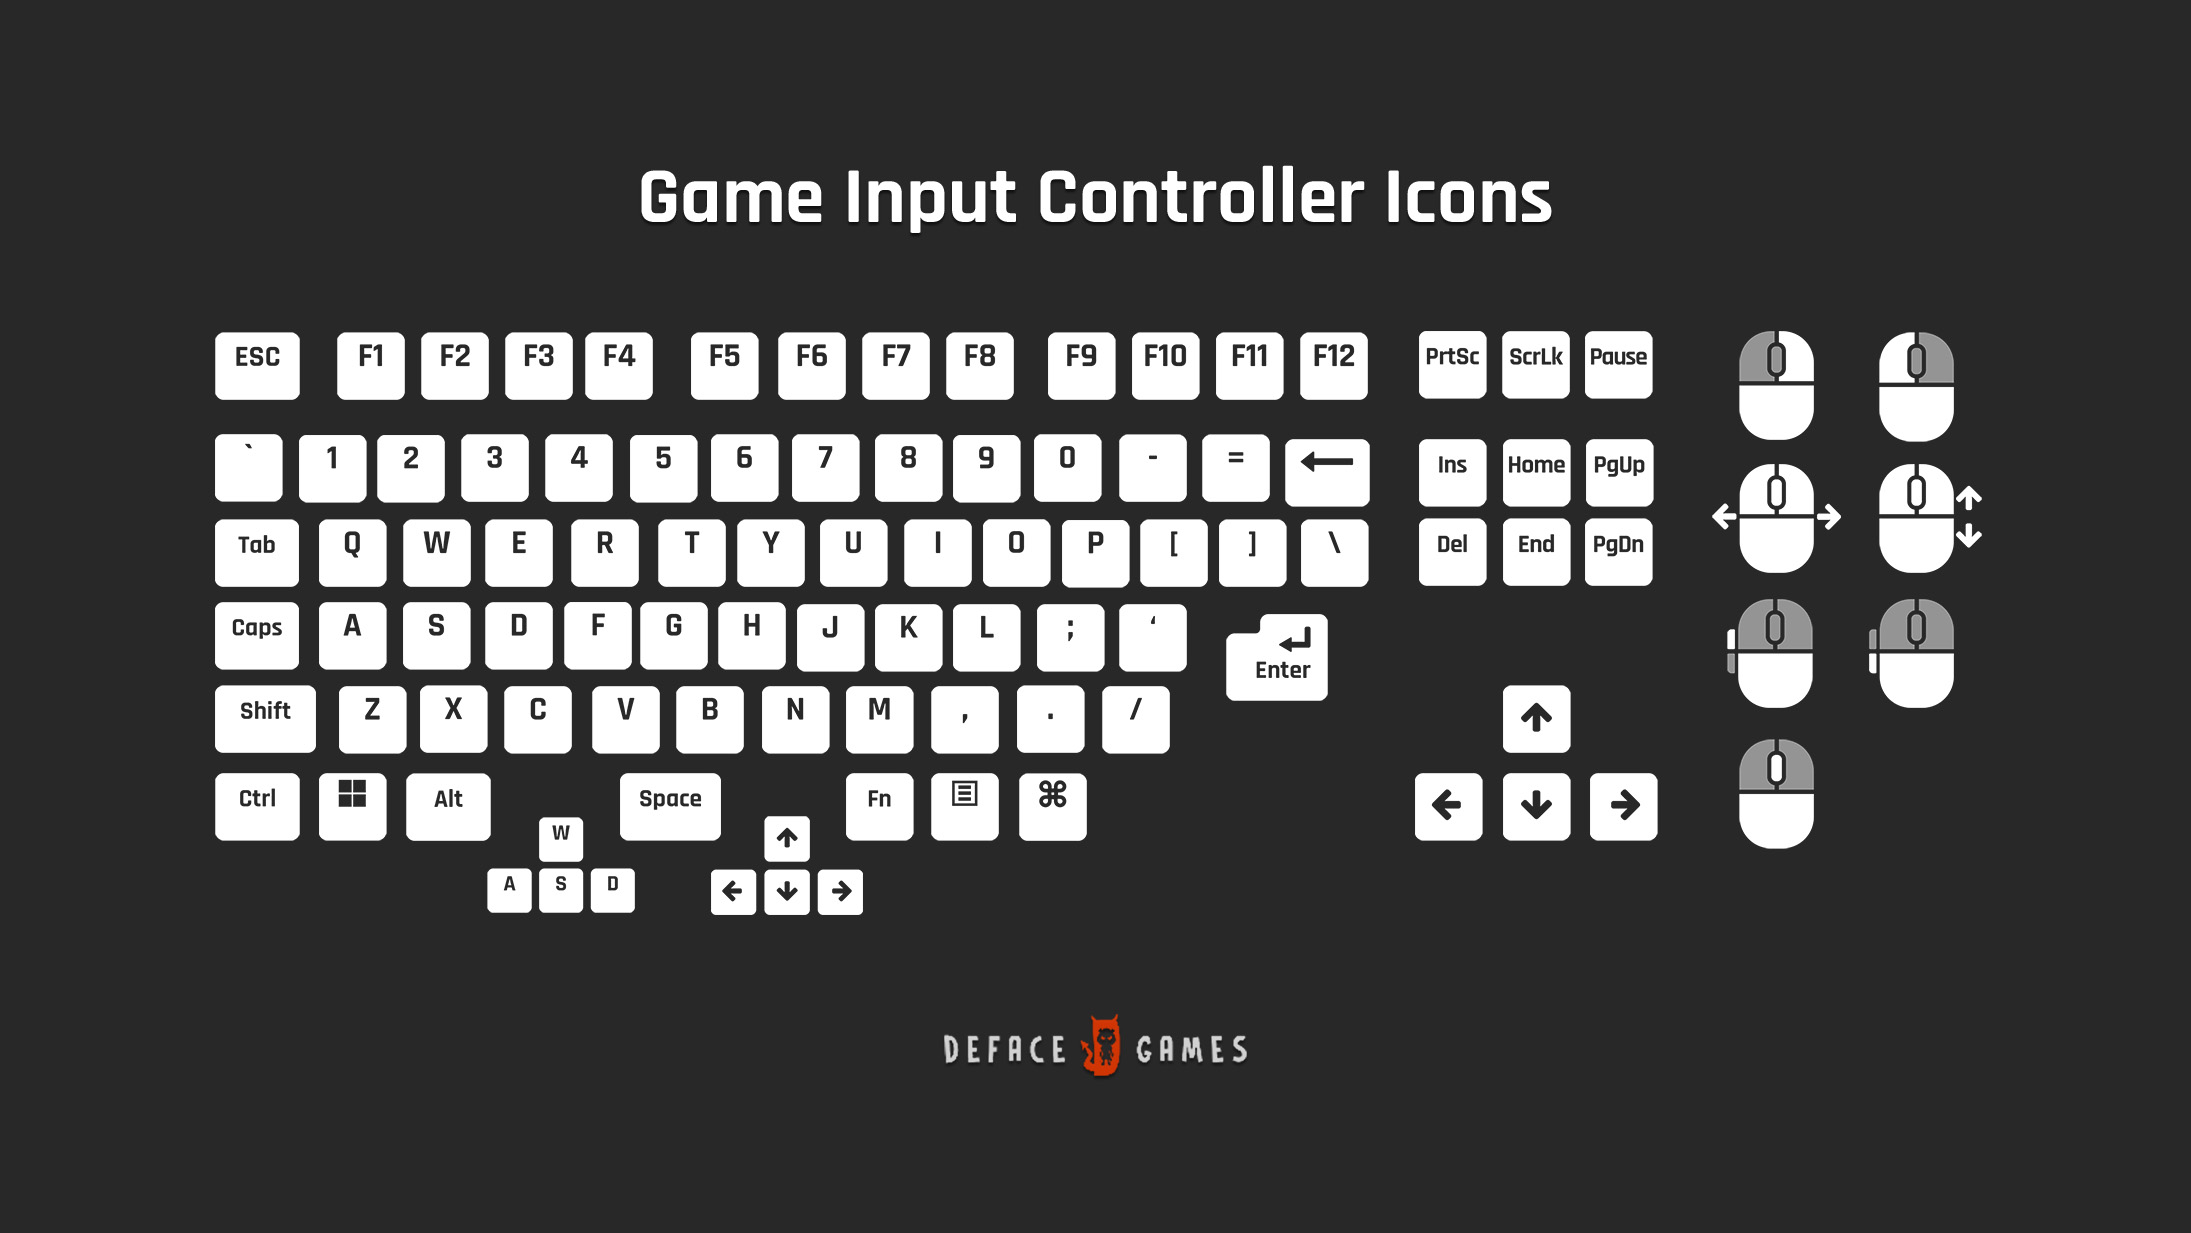 Game Input Controller Icons
ESC F1 F2 F3 F4 F5 F6 F7 F8 F9 F10 F11 F12 PrtSc ScrLk Pause
` 1 2 3 4 5 6 7 8 9 0 - = Ins Home PgUp
Tab Q W E R T Y U I O P [ ] \ Del End PgDn
Caps A S D F G H J K L ; ‘
Enter
Shift Z X C V B N M , . /
Ctrl Alt Space Fn ⌘
W
A S D
DEFACE GAMES